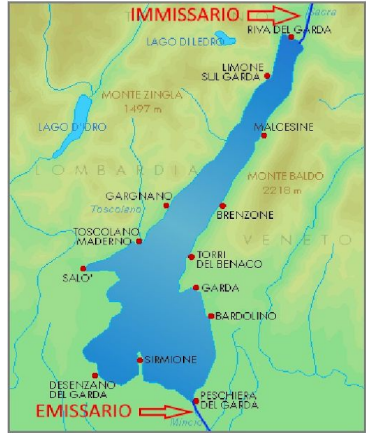 IMMISSARIO
Sarca
RIVA DEL GARDA
LAGO DI LEDRO
LIMONE
SUL GARDA
MONTE ZINGLA
1497 m
LAGO D'IDRO
MALCESINE
LOMBARDIA
MONTE BALDO
2218 m
GARGNANO
Toscolano
BRENZONE
TOSCOLANO
MADERNO
VENETO
TORRI
DEL BENACO
SALO'
GARDA
BARDOLINO
SIRMIONE
DESENZANO
DEL GARDA
PESCHIERA
DEL GARDA
EMISSARIO
Mincio